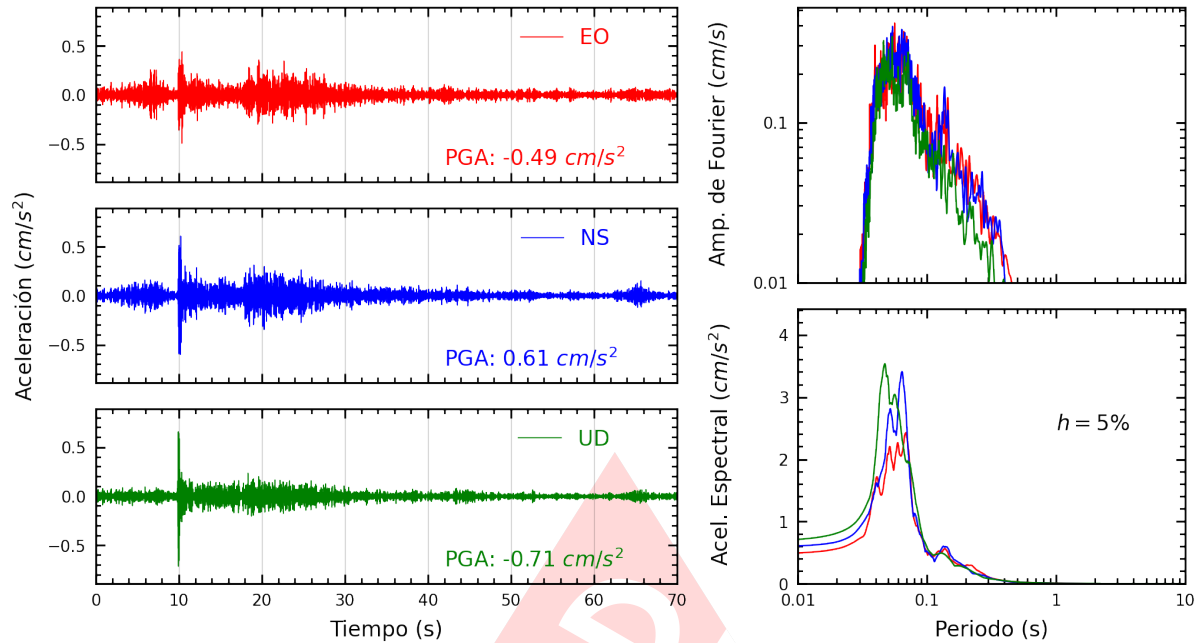 Aceleración (cm/s²)
0.5
0.0
−0.5
EO
PGA: -0.49 cm/s²
0.5
0.0
−0.5
NS
PGA: 0.61 cm/s²
0.5
0.0
−0.5
UD
PGA: -0.71 cm/s²
0 10 20 30 40 50 60 70
Tiempo (s)
Amp. de Fourier (cm/s)
0.1
0.01
Acel. Espectral (cm/s²)
4
3
2
1
0
h = 5%
0.01 0.1 1 10
Periodo (s)